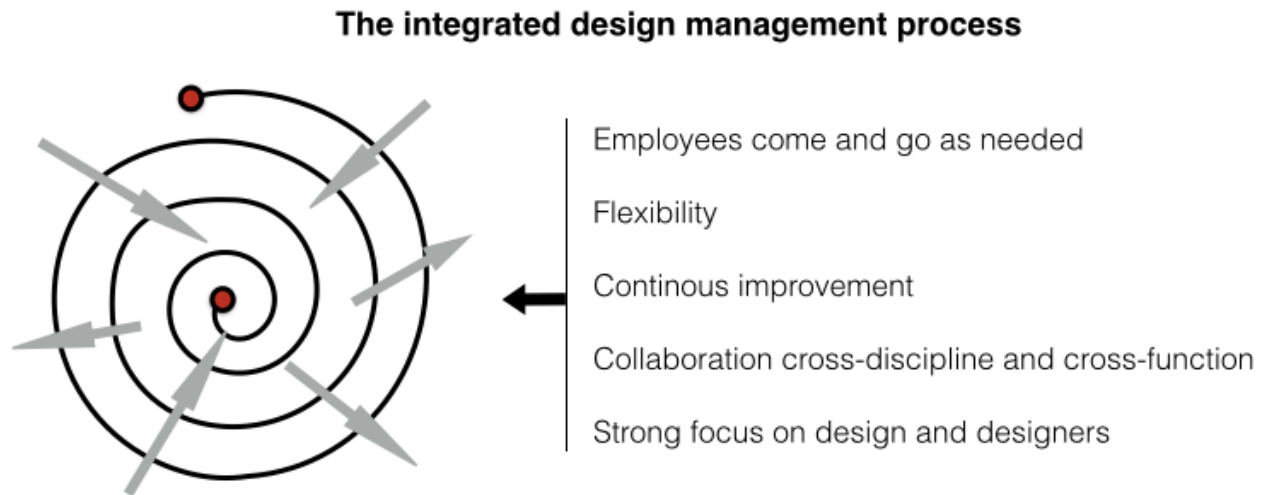 The integrated design management process
Employees come and go as needed
Flexibility
Continous improvement
Collaboration cross-discipline and cross-function
Strong focus on design and designers